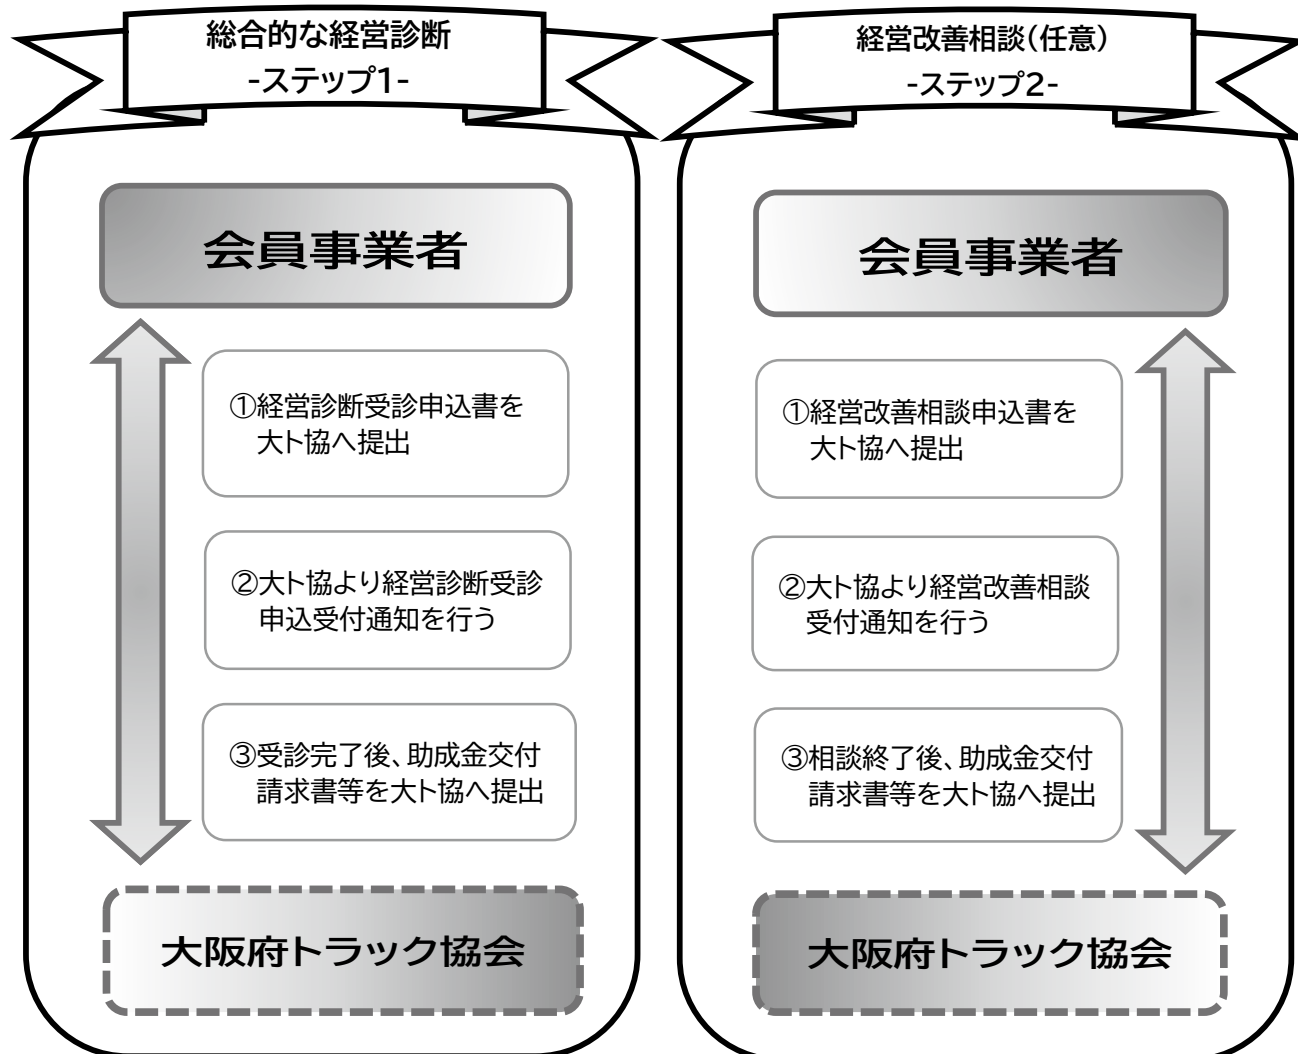 総合的な経営診断
-ステップ1-
会員事業者
①経営診断受診申込書を
大ト協へ提出
②大ト協より経営診断受診
申込受付通知を行う
③受診完了後、助成金交付
請求書等を大ト協へ提出
大阪府トラック協会
経営改善相談(任意)
-ステップ2-
会員事業者
①経営改善相談申込書を
大ト協へ提出
②大ト協より経営改善相談
受付通知を行う
③相談終了後、助成金交付
請求書等を大ト協へ提出
大阪府トラック協会